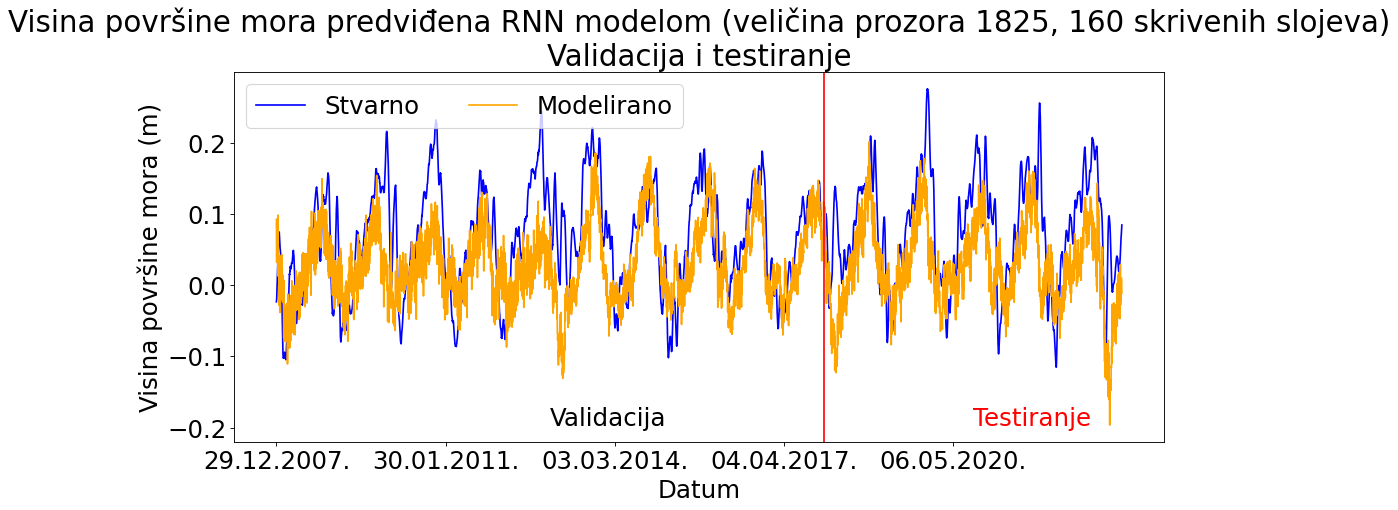 Visina površine mora predviđena RNN modelom (veličina prozora 1825, 160 skrivenih slojeva)
Validacija i testiranje
Stvarno
Modelirano
Visina površine mora (m)
0.2
0.1
0.0
−0.1
−0.2
Validacija
Testiranje
29.12.2007.
30.01.2011.
03.03.2014.
04.04.2017.
06.05.2020.
Datum